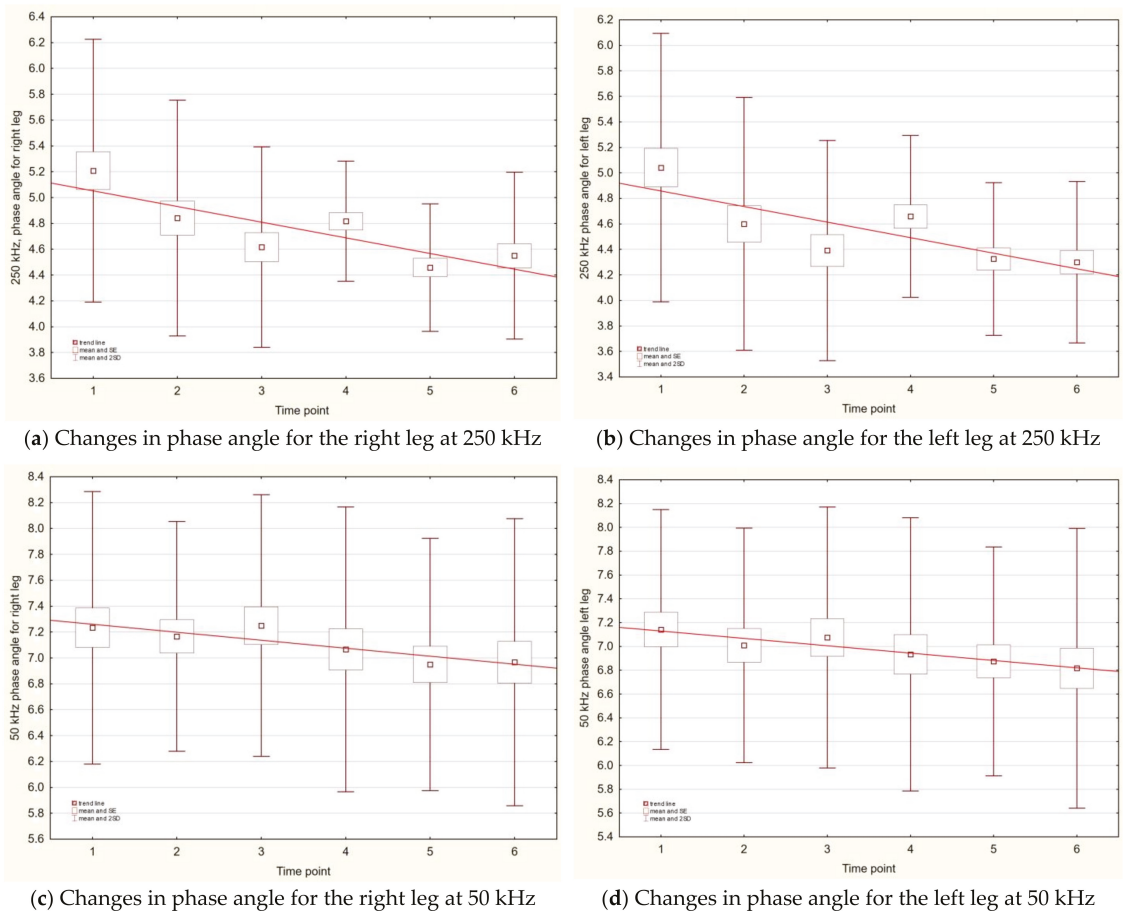 6.4
6.2
6.0
5.8
5.6
5.4
5.2
5.0
4.8
4.6
4.4
4.2
4.0
3.8
3.6
250 kHz, phase angle for right leg
trend line
mean and SE
mean and 2SD
1 2 3 4 5 6
Time point
(a) Changes in phase angle for the right leg at 250 kHz
6.2
6.0
5.8
5.6
5.4
5.2
5.0
4.8
4.6
4.4
4.2
4.0
3.8
3.6
3.4
250 kHz phase angle for left leg
trend line
mean and SE
mean and 2SD
1 2 3 4 5 6
Time point
(b) Changes in phase angle for the left leg at 250 kHz
8.4
8.2
8.0
7.8
7.6
7.4
7.2
7.0
6.8
6.6
6.4
6.2
6.0
5.8
5.6
50 kHz phase angle for right leg
trend line
mean and SE
mean and 2SD
1 2 3 4 5 6
Time point
(c) Changes in phase angle for the right leg at 50 kHz
8.4
8.2
8.0
7.8
7.6
7.4
7.2
7.0
6.8
6.6
6.4
6.2
6.0
5.8
5.6
5.4
50 kHz phase angle left leg
trend line
mean and SE
mean and 2SD
1 2 3 4 5 6
Time point
(d) Changes in phase angle for the left leg at 50 kHz